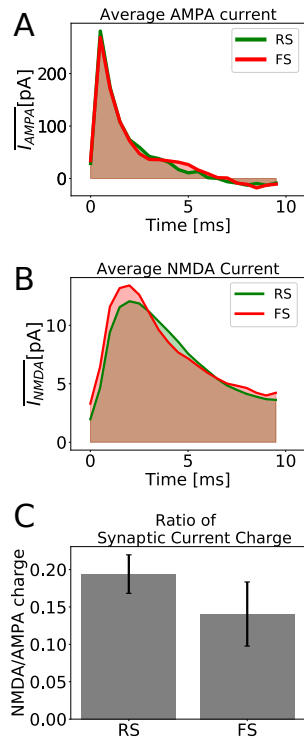 A
Average AMPA current
I_AMPA[pA]
200
100
0
RS
FS
0
5
10
Time [ms]
B
Average NMDA Current
I_NMDA[pA]
10
5
0
RS
FS
0
5
10
Time [ms]
C
Ratio of
Synaptic Current Charge
NMDA/AMPA charge
0.20
0.15
0.10
0.05
0.00
RS
FS